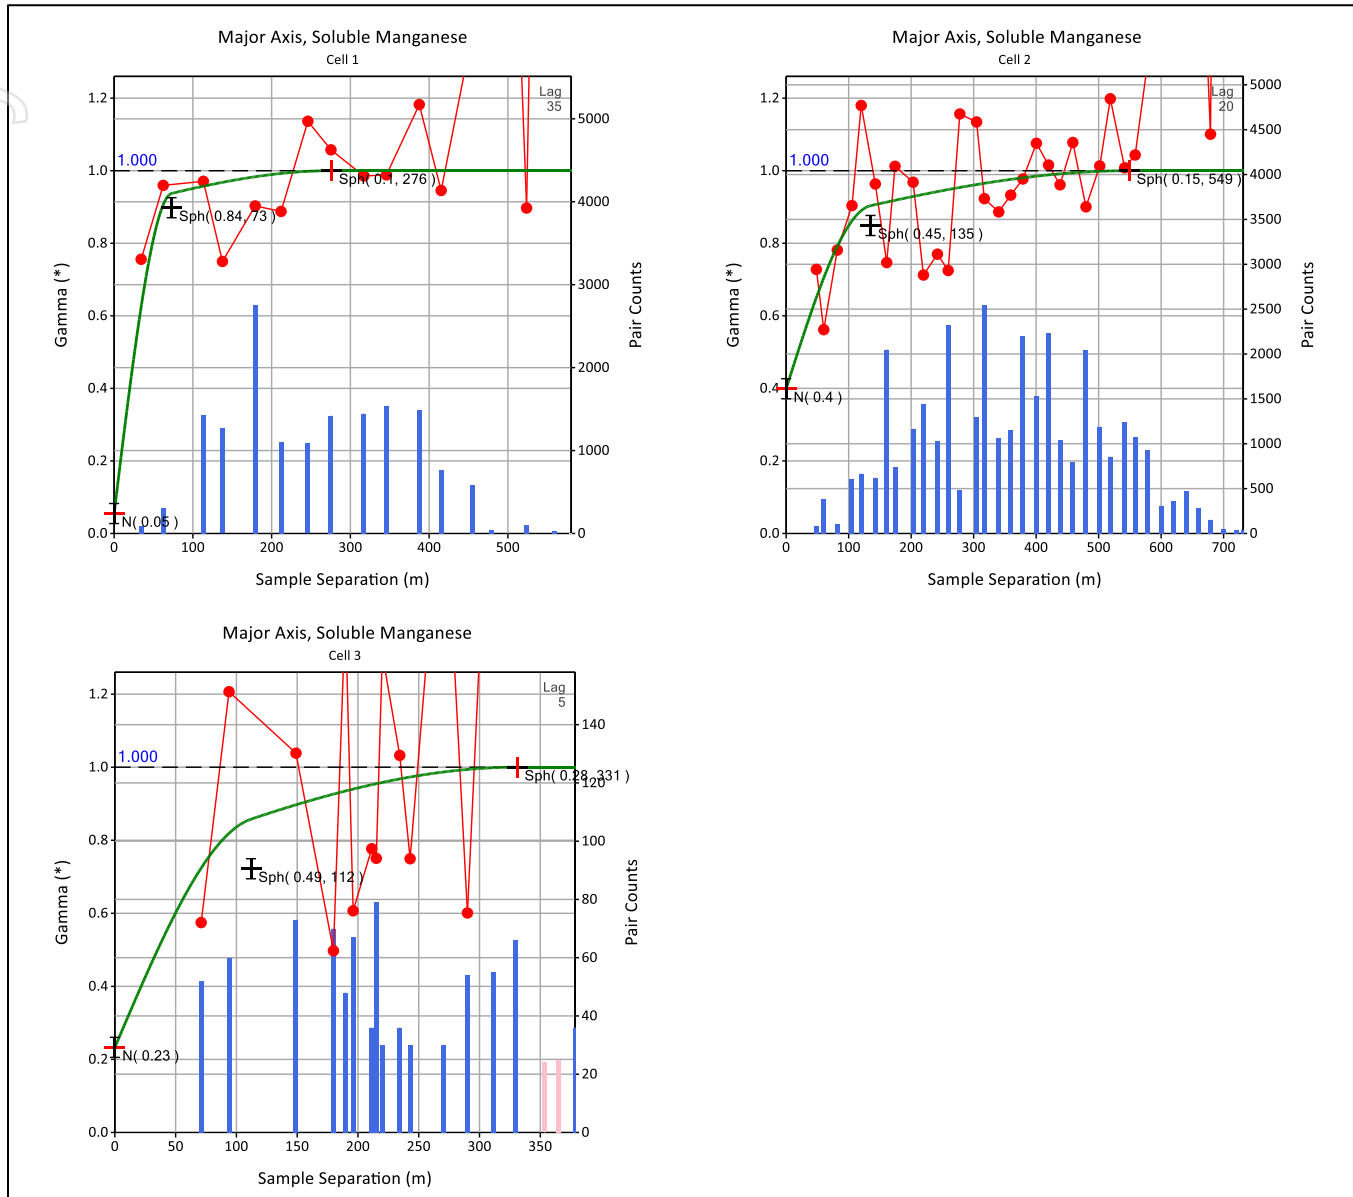 Major Axis, Soluble Manganese
Cell 1
Lag
35
1.2
1.0
0.8
0.6
0.4
0.2
0.0
1.000
Sph( 0.1, 276 )
Sph( 0.84, 73 )
N( 0.05 )
5000
4000
3000
2000
1000
0
Gamma (*)
Pair Counts
0 100 200 300 400 500
Sample Separation (m)
Major Axis, Soluble Manganese
Cell 2
Lag
20
1.2
1.0
0.8
0.6
0.4
0.2
0.0
1.000
Sph( 0.15, 549 )
Sph( 0.45, 135 )
N( 0.4 )
5000
4500
4000
3500
3000
2500
2000
1500
1000
500
0
Gamma (*)
Pair Counts
0 100 200 300 400 500 600 700
Sample Separation (m)
Major Axis, Soluble Manganese
Cell 3
Lag
5
1.2
1.0
0.8
0.6
0.4
0.2
0.0
1.000
Sph( 0.28, 331 )
Sph( 0.49, 112 )
N( 0.23 )
140
120
100
80
60
40
20
0
Gamma (*)
Pair Counts
0 50 100 150 200 250 300 350
Sample Separation (m)